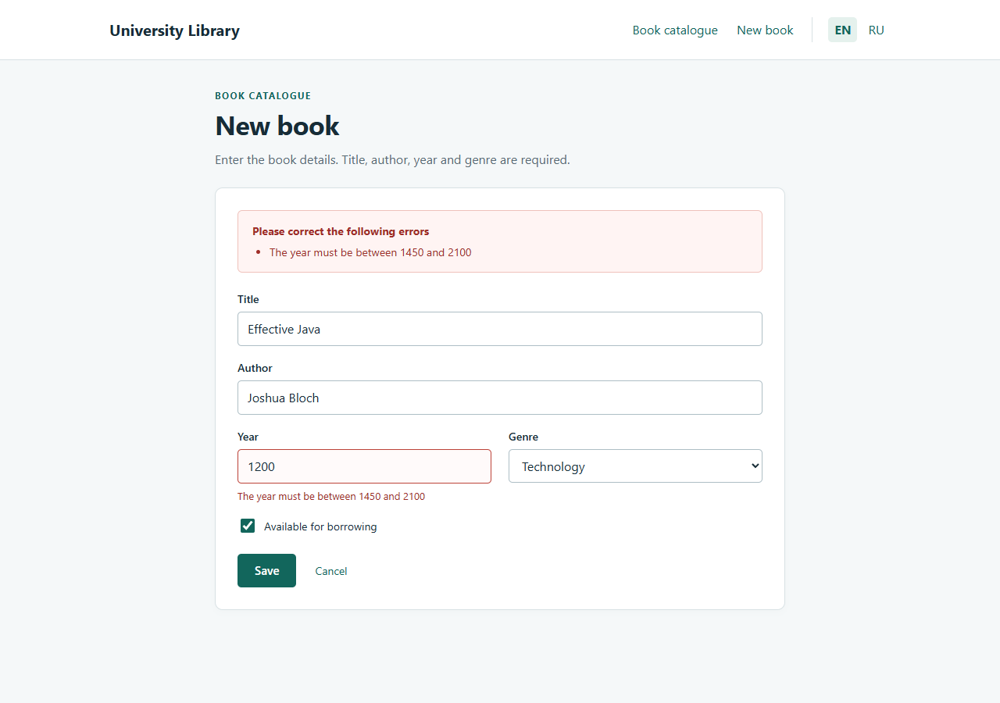 University Library
Book catalogue New book EN RU
BOOK CATALOGUE
New book
Enter the book details. Title, author, year and genre are required.
Please correct the following errors
The year must be between 1450 and 2100
Title
Effective Java
Author
Joshua Bloch
Year
1200
The year must be between 1450 and 2100
Genre
Technology
Available for borrowing
Save
Cancel